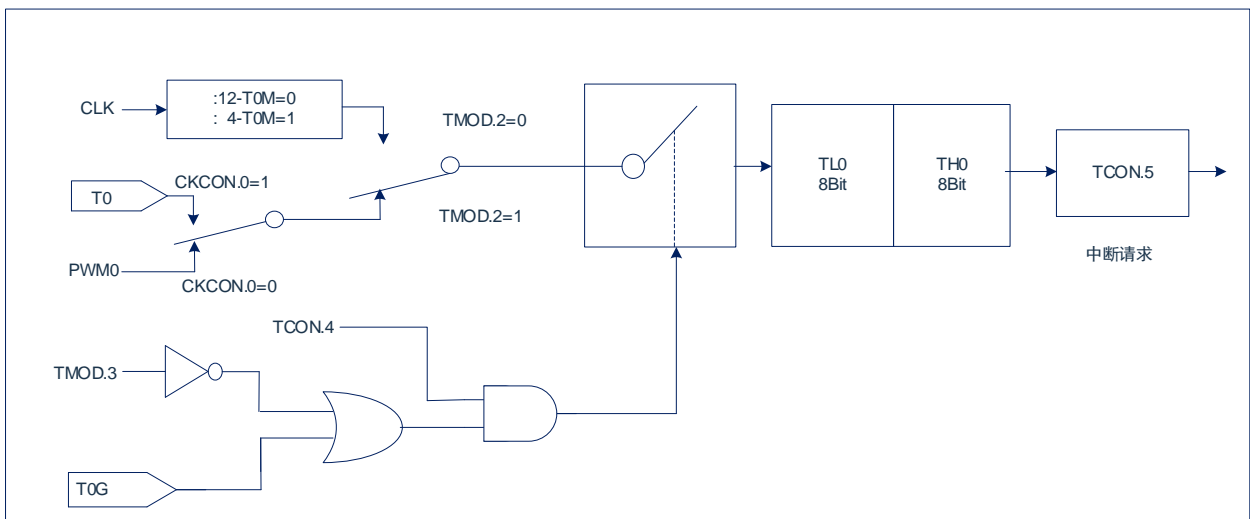 CLK
:12-T0M=0
: 4-T0M=1
TMOD.2=0
T0
CKCON.0=1
TMOD.2=1
PWM0
CKCON.0=0
TL0
8Bit
TH0
8Bit
TCON.5
中断请求
TCON.4
TMOD.3
T0G